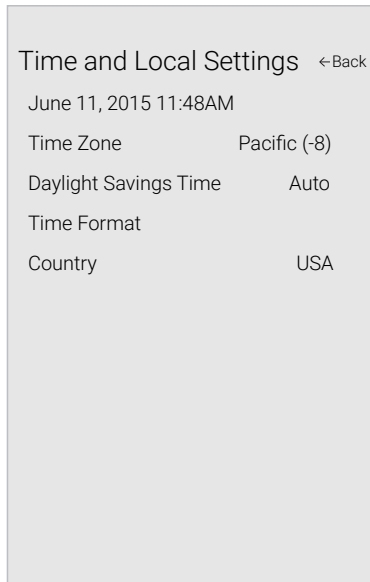 Time and Local Settings ←Back
June 11, 2015 11:48AM
Time Zone Pacific (-8)
Daylight Savings Time Auto
Time Format
Country USA